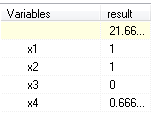 Variables result
21.66...
x1 1
x2 1
x3 0
x4 0.666...